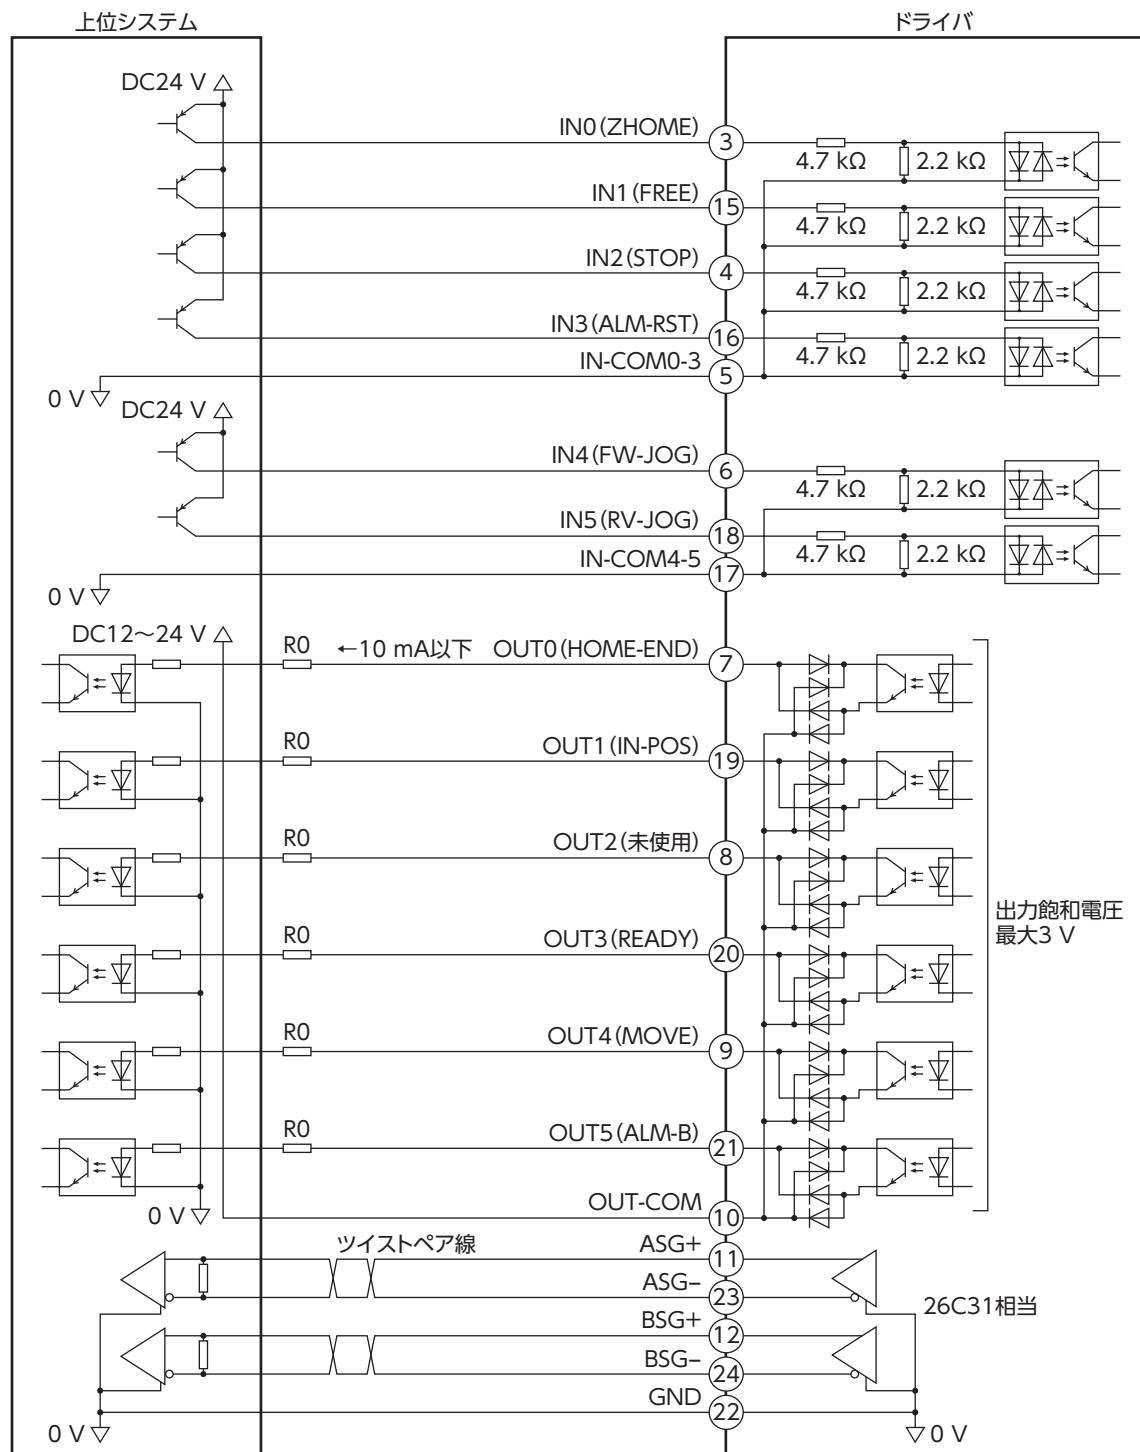 上位システム
ドライバ
DC24 V
IN0(ZHOME)
3
4.7 kΩ
2.2 kΩ
IN1(FREE)
15
4.7 kΩ
2.2 kΩ
IN2(STOP)
4
4.7 kΩ
2.2 kΩ
IN3(ALM-RST)
16
4.7 kΩ
2.2 kΩ
IN-COM0-3
5
0 V
DC24 V
IN4(FW-JOG)
6
4.7 kΩ
2.2 kΩ
IN5(RV-JOG)
18
4.7 kΩ
2.2 kΩ
IN-COM4-5
17
0 V
DC12～24 V
R0
←10 mA以下
OUT0(HOME-END)
7
R0
OUT1(IN-POS)
19
R0
OUT2(未使用)
8
出力飽和電圧
最大3 V
R0
OUT3(READY)
20
R0
OUT4(MOVE)
9
R0
OUT5(ALM-B)
21
0 V
OUT-COM
10
ツイストペア線
ASG+
11
ASG−
23
26C31相当
BSG+
12
BSG−
24
GND
22
0 V
0 V